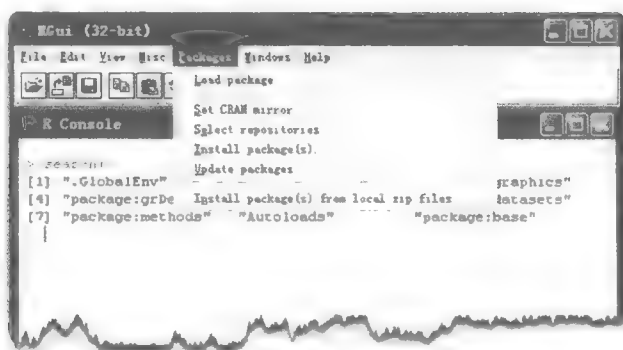 RGui (32-bit)
File Edit View Misc Packages Windows Help
Load package
Set CRAN mirror
R Console
Select repositories
Install package(s)
Update packages
[1] ".GlobalEnv" graphics"
[4] "package:grDe Install package(s) from local zip files datasets"
[7] "package:methods" "Autoloads" "package:base"